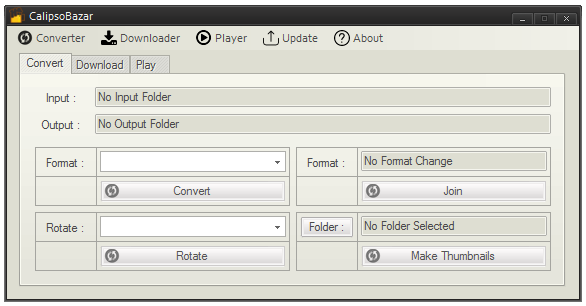 CalipsoBazar
Converter Downloader Player Update About
Convert Download Play
Input : No Input Folder
Output : No Output Folder
Format : Format : No Format Change
Convert Join
Rotate : Folder : No Folder Selected
Rotate Make Thumbnails